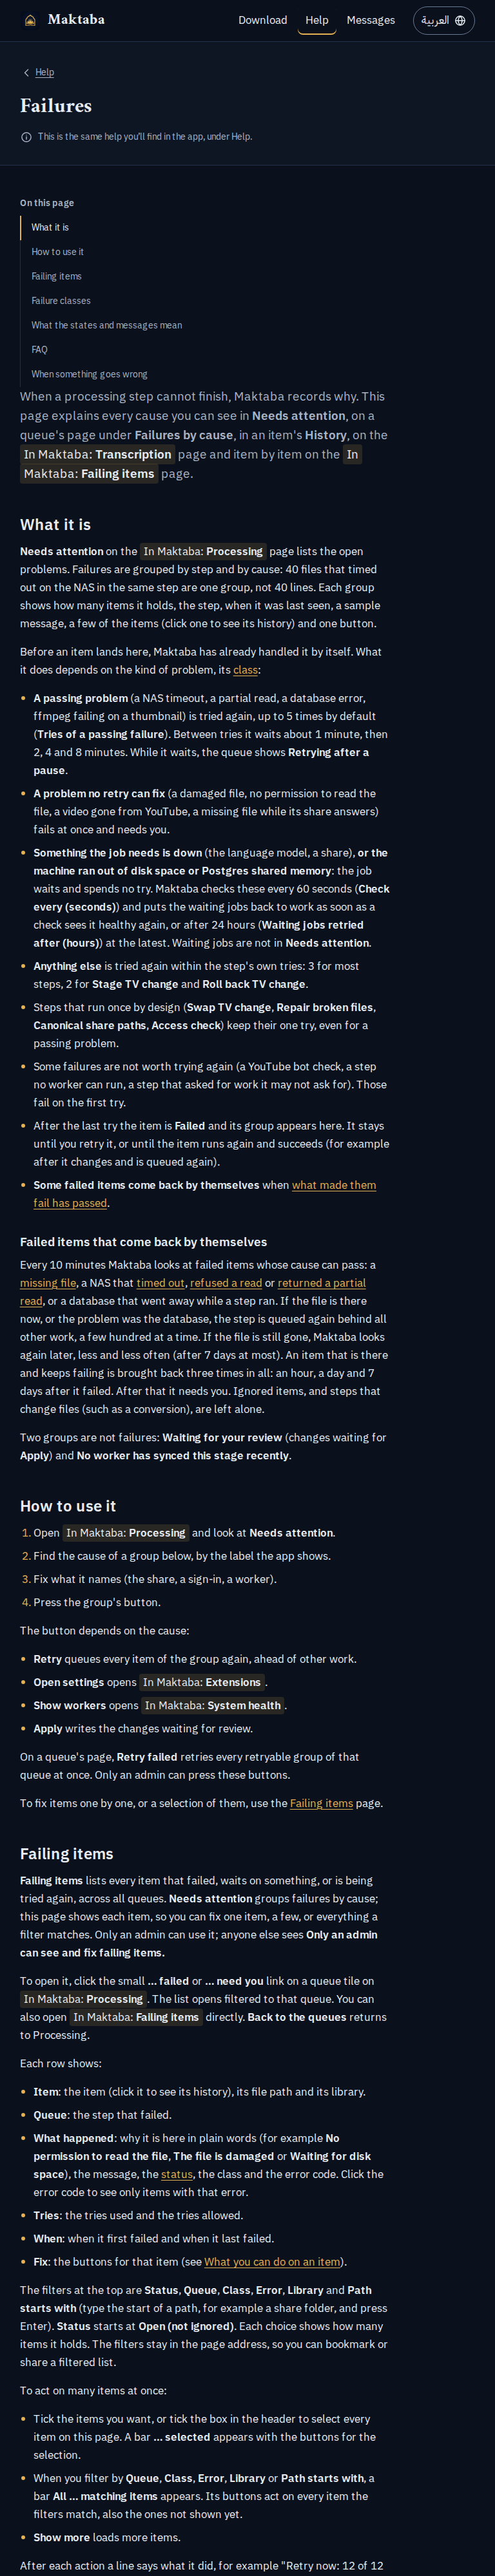 Maktaba
Download
Help
Messages
العربية
Help
Failures
This is the same help you'll find in the app, under Help.
On this page
What it is
How to use it
Failing items
Failure classes
What the states and messages mean
FAQ
When something goes wrong
When a processing step cannot finish, Maktaba records why. This
page explains every cause you can see in Needs attention, on a
queue's page under Failures by cause, in an item's History, on the
In Maktaba: Transcription page and item by item on the In
Maktaba: Failing items page.
What it is
Needs attention on the In Maktaba: Processing page lists the open
problems. Failures are grouped by step and by cause: 40 files that timed
out on the NAS in the same step are one group, not 40 lines. Each group
shows how many items it holds, the step, when it was last seen, a sample
message, a few of the items (click one to see its history) and one button.
Before an item lands here, Maktaba has already handled it by itself. What
it does depends on the kind of problem, its class:
• A passing problem (a NAS timeout, a partial read, a database error,
ffmpeg failing on a thumbnail) is tried again, up to 5 times by default
(Tries of a passing failure). Between tries it waits about 1 minute, then
2, 4 and 8 minutes. While it waits, the queue shows Retrying after a
pause.
• A problem no retry can fix (a damaged file, no permission to read the
file, a video gone from YouTube, a missing file while its share answers)
fails at once and needs you.
• Something the job needs is down (the language model, a share), or the
machine ran out of disk space or Postgres shared memory: the job
waits and spends no try. Maktaba checks these every 60 seconds (Check
every (seconds)) and puts the waiting jobs back to work as soon as a
check sees it healthy again, or after 24 hours (Waiting jobs retried
after (hours)) at the latest. Waiting jobs are not in Needs attention.
• Anything else is tried again within the step's own tries: 3 for most
steps, 2 for Stage TV change and Roll back TV change.
• Steps that run once by design (Swap TV change, Repair broken files,
Canonical share paths, Access check) keep their one try, even for a
passing problem.
• Some failures are not worth trying again (a YouTube bot check, a step
no worker can run, a step that asked for work it may not ask for). Those
fail on the first try.
• After the last try the item is Failed and its group appears here. It stays
until you retry it, or until the item runs again and succeeds (for example
after it changes and is queued again).
• Some failed items come back by themselves when what made them
fail has passed.
Failed items that come back by themselves
Every 10 minutes Maktaba looks at failed items whose cause can pass: a
missing file, a NAS that timed out, refused a read or returned a partial
read, or a database that went away while a step ran. If the file is there
now, or the problem was the database, the step is queued again behind all
other work, a few hundred at a time. If the file is still gone, Maktaba looks
again later, less and less often (after 7 days at most). An item that is there
and keeps failing is brought back three times in all: an hour, a day and 7
days after it failed. After that it needs you. Ignored items, and steps that
change files (such as a conversion), are left alone.
Two groups are not failures: Waiting for your review (changes waiting for
Apply) and No worker has synced this stage recently.
How to use it
1. Open In Maktaba: Processing and look at Needs attention.
2. Find the cause of a group below, by the label the app shows.
3. Fix what it names (the share, a sign-in, a worker).
4. Press the group's button.
The button depends on the cause:
• Retry queues every item of the group again, ahead of other work.
• Open settings opens In Maktaba: Extensions.
• Show workers opens In Maktaba: System health.
• Apply writes the changes waiting for review.
On a queue's page, Retry failed retries every retryable group of that
queue at once. Only an admin can press these buttons.
To fix items one by one, or a selection of them, use the Failing items page.
Failing items
Failing items lists every item that failed, waits on something, or is being
tried again, across all queues. Needs attention groups failures by cause;
this page shows each item, so you can fix one item, a few, or everything a
filter matches. Only an admin can use it; anyone else sees Only an admin
can see and fix failing items.
To open it, click the small … failed or … need you link on a queue tile on
In Maktaba: Processing. The list opens filtered to that queue. You can
also open In Maktaba: Failing items directly. Back to the queues returns
to Processing.
Each row shows:
• Item: the item (click it to see its history), its file path and its library.
• Queue: the step that failed.
• What happened: why it is here in plain words (for example No
permission to read the file, The file is damaged or Waiting for disk
space), the message, the status, the class and the error code. Click the
error code to see only items with that error.
• Tries: the tries used and the tries allowed.
• When: when it first failed and when it last failed.
• Fix: the buttons for that item (see What you can do on an item).
The filters at the top are Status, Queue, Class, Error, Library and Path
starts with (type the start of a path, for example a share folder, and press
Enter). Status starts at Open (not ignored). Each choice shows how many
items it holds. The filters stay in the page address, so you can bookmark or
share a filtered list.
To act on many items at once:
• Tick the items you want, or tick the box in the header to select every
item on this page. A bar … selected appears with the buttons for the
selection.
• When you filter by Queue, Class, Error, Library or Path starts with, a
bar All … matching items appears. Its buttons act on every item the
filters match, also the ones not shown yet.
• Show more loads more items.
After each action a line says what it did, for example "Retry now: 12 of 12